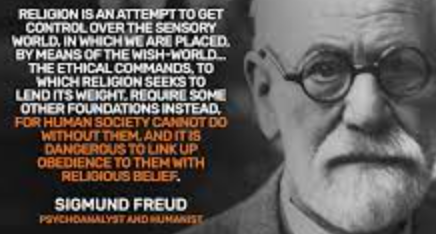 RELIGION IS AN ATTEMPT TO GET
CONTROL OVER THE SENSORY
WORLD, IN WHICH WE ARE PLACED,
BY MEANS OF THE WISH-WORLD...
THE ETHICAL COMMANDS, TO
WHICH RELIGION SEEKS TO
LEND ITS WEIGHT, REQUIRE SOME
OTHER FOUNDATIONS INSTEAD,
FOR HUMAN SOCIETY CANNOT DO
WITHOUT THEM, AND IT IS
DANGEROUS TO LINK UP
OBEDIENCE TO THEM WITH
RELIGIOUS BELIEF.
SIGMUND FREUD
PSYCHOANALYST AND HUMANIST